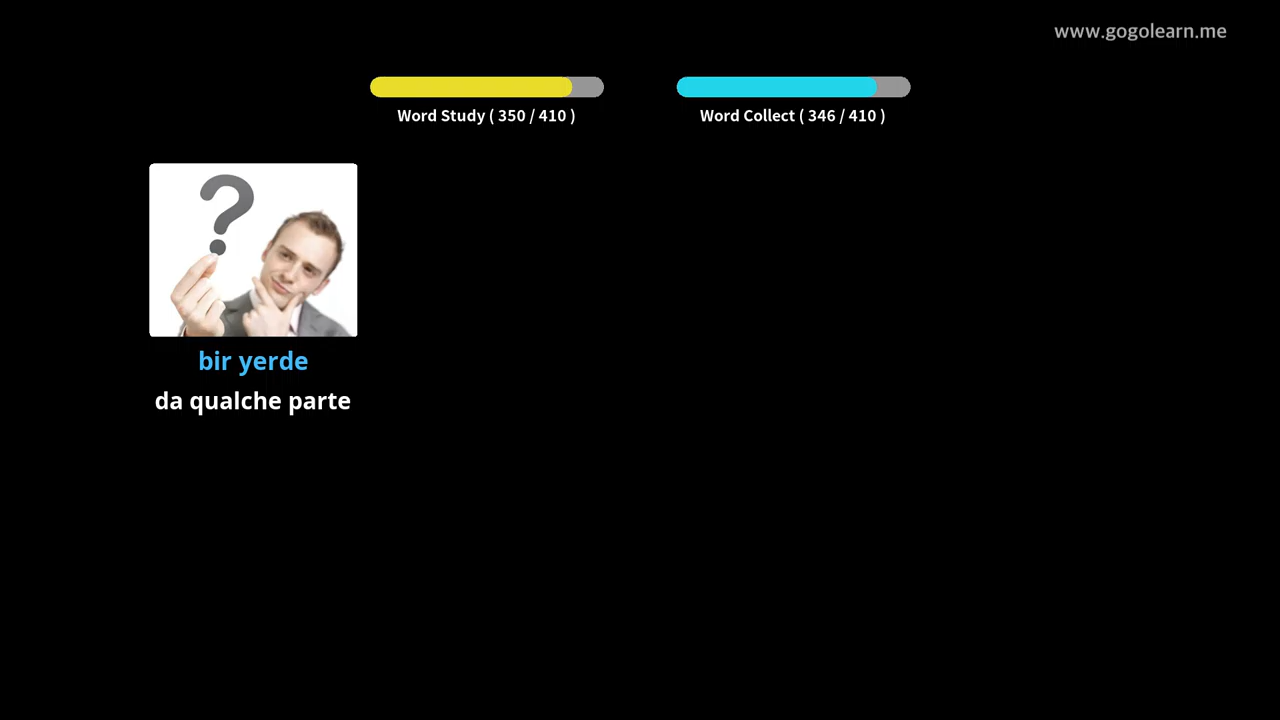 www.gogolearn.me
Word Study ( 350 / 410 )
Word Collect ( 346 / 410 )
?
bir yerde
da qualche parte